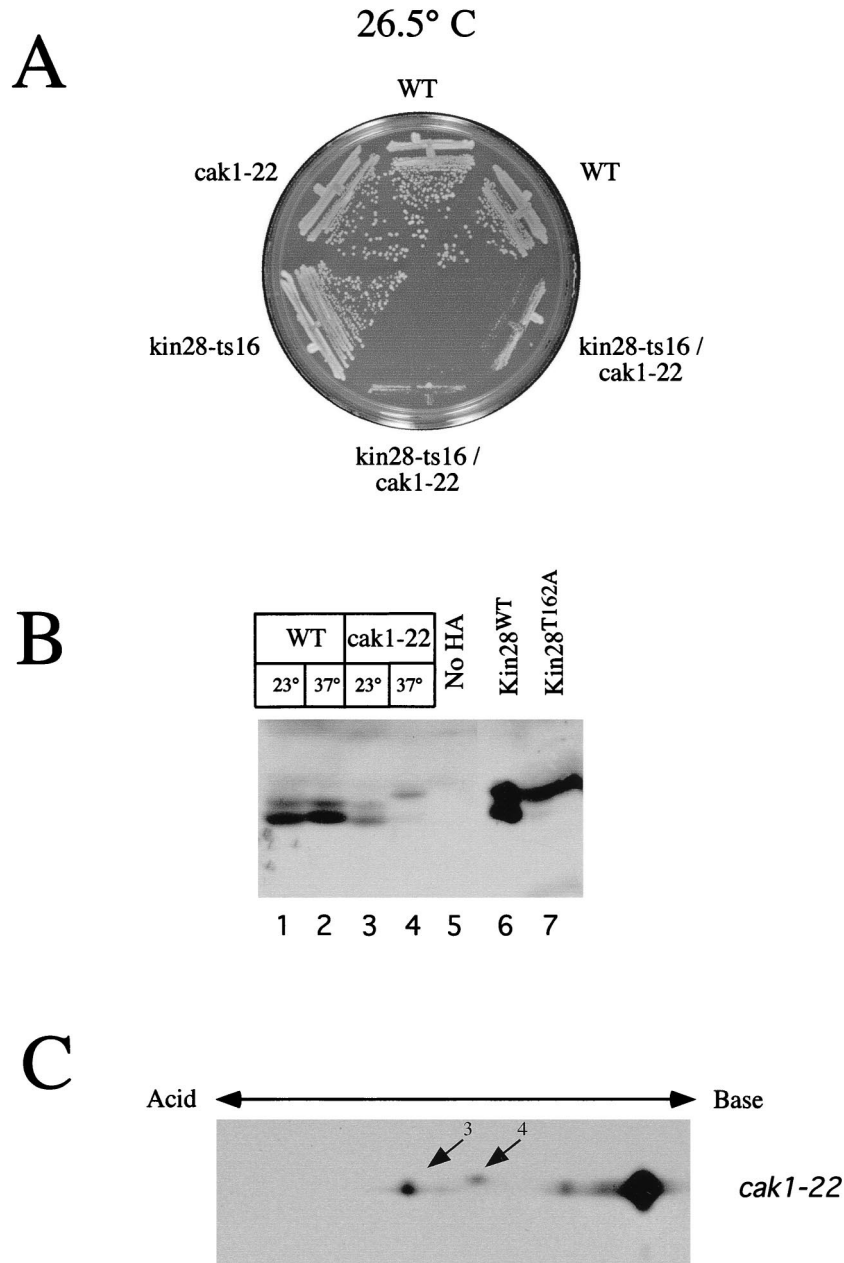 26.5° C
A
WT
cak1-22
WT
kin28-ts16
kin28-ts16 /
cak1-22
kin28-ts16 /
cak1-22
B
WT cak1-22 No HA Kin28WT Kin28T162A
23° 37° 23° 37°
1 2 3 4 5 6 7
C
Acid Base
3 4
cak1-22